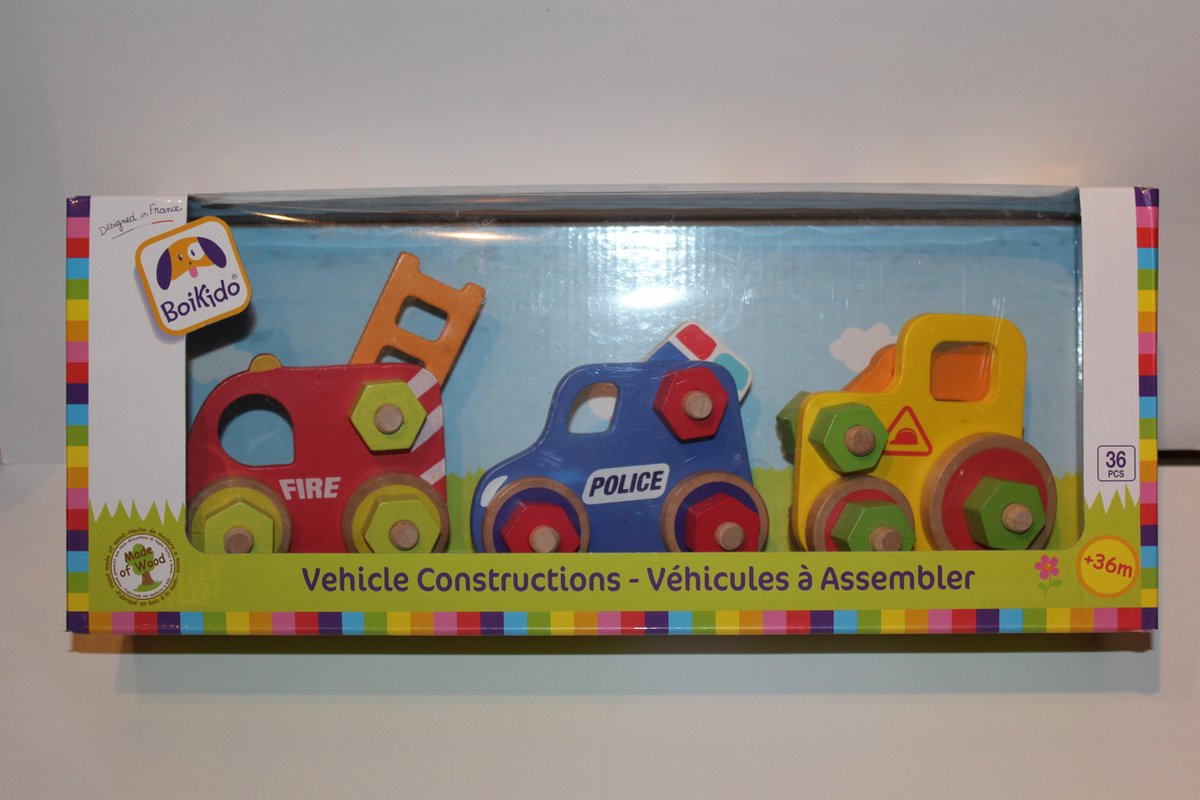 Designed in France
BoiKido®
FIRE
POLICE
36
PCS
Made
of Wood
Vehicle Constructions - Véhicules à Assembler
+36m